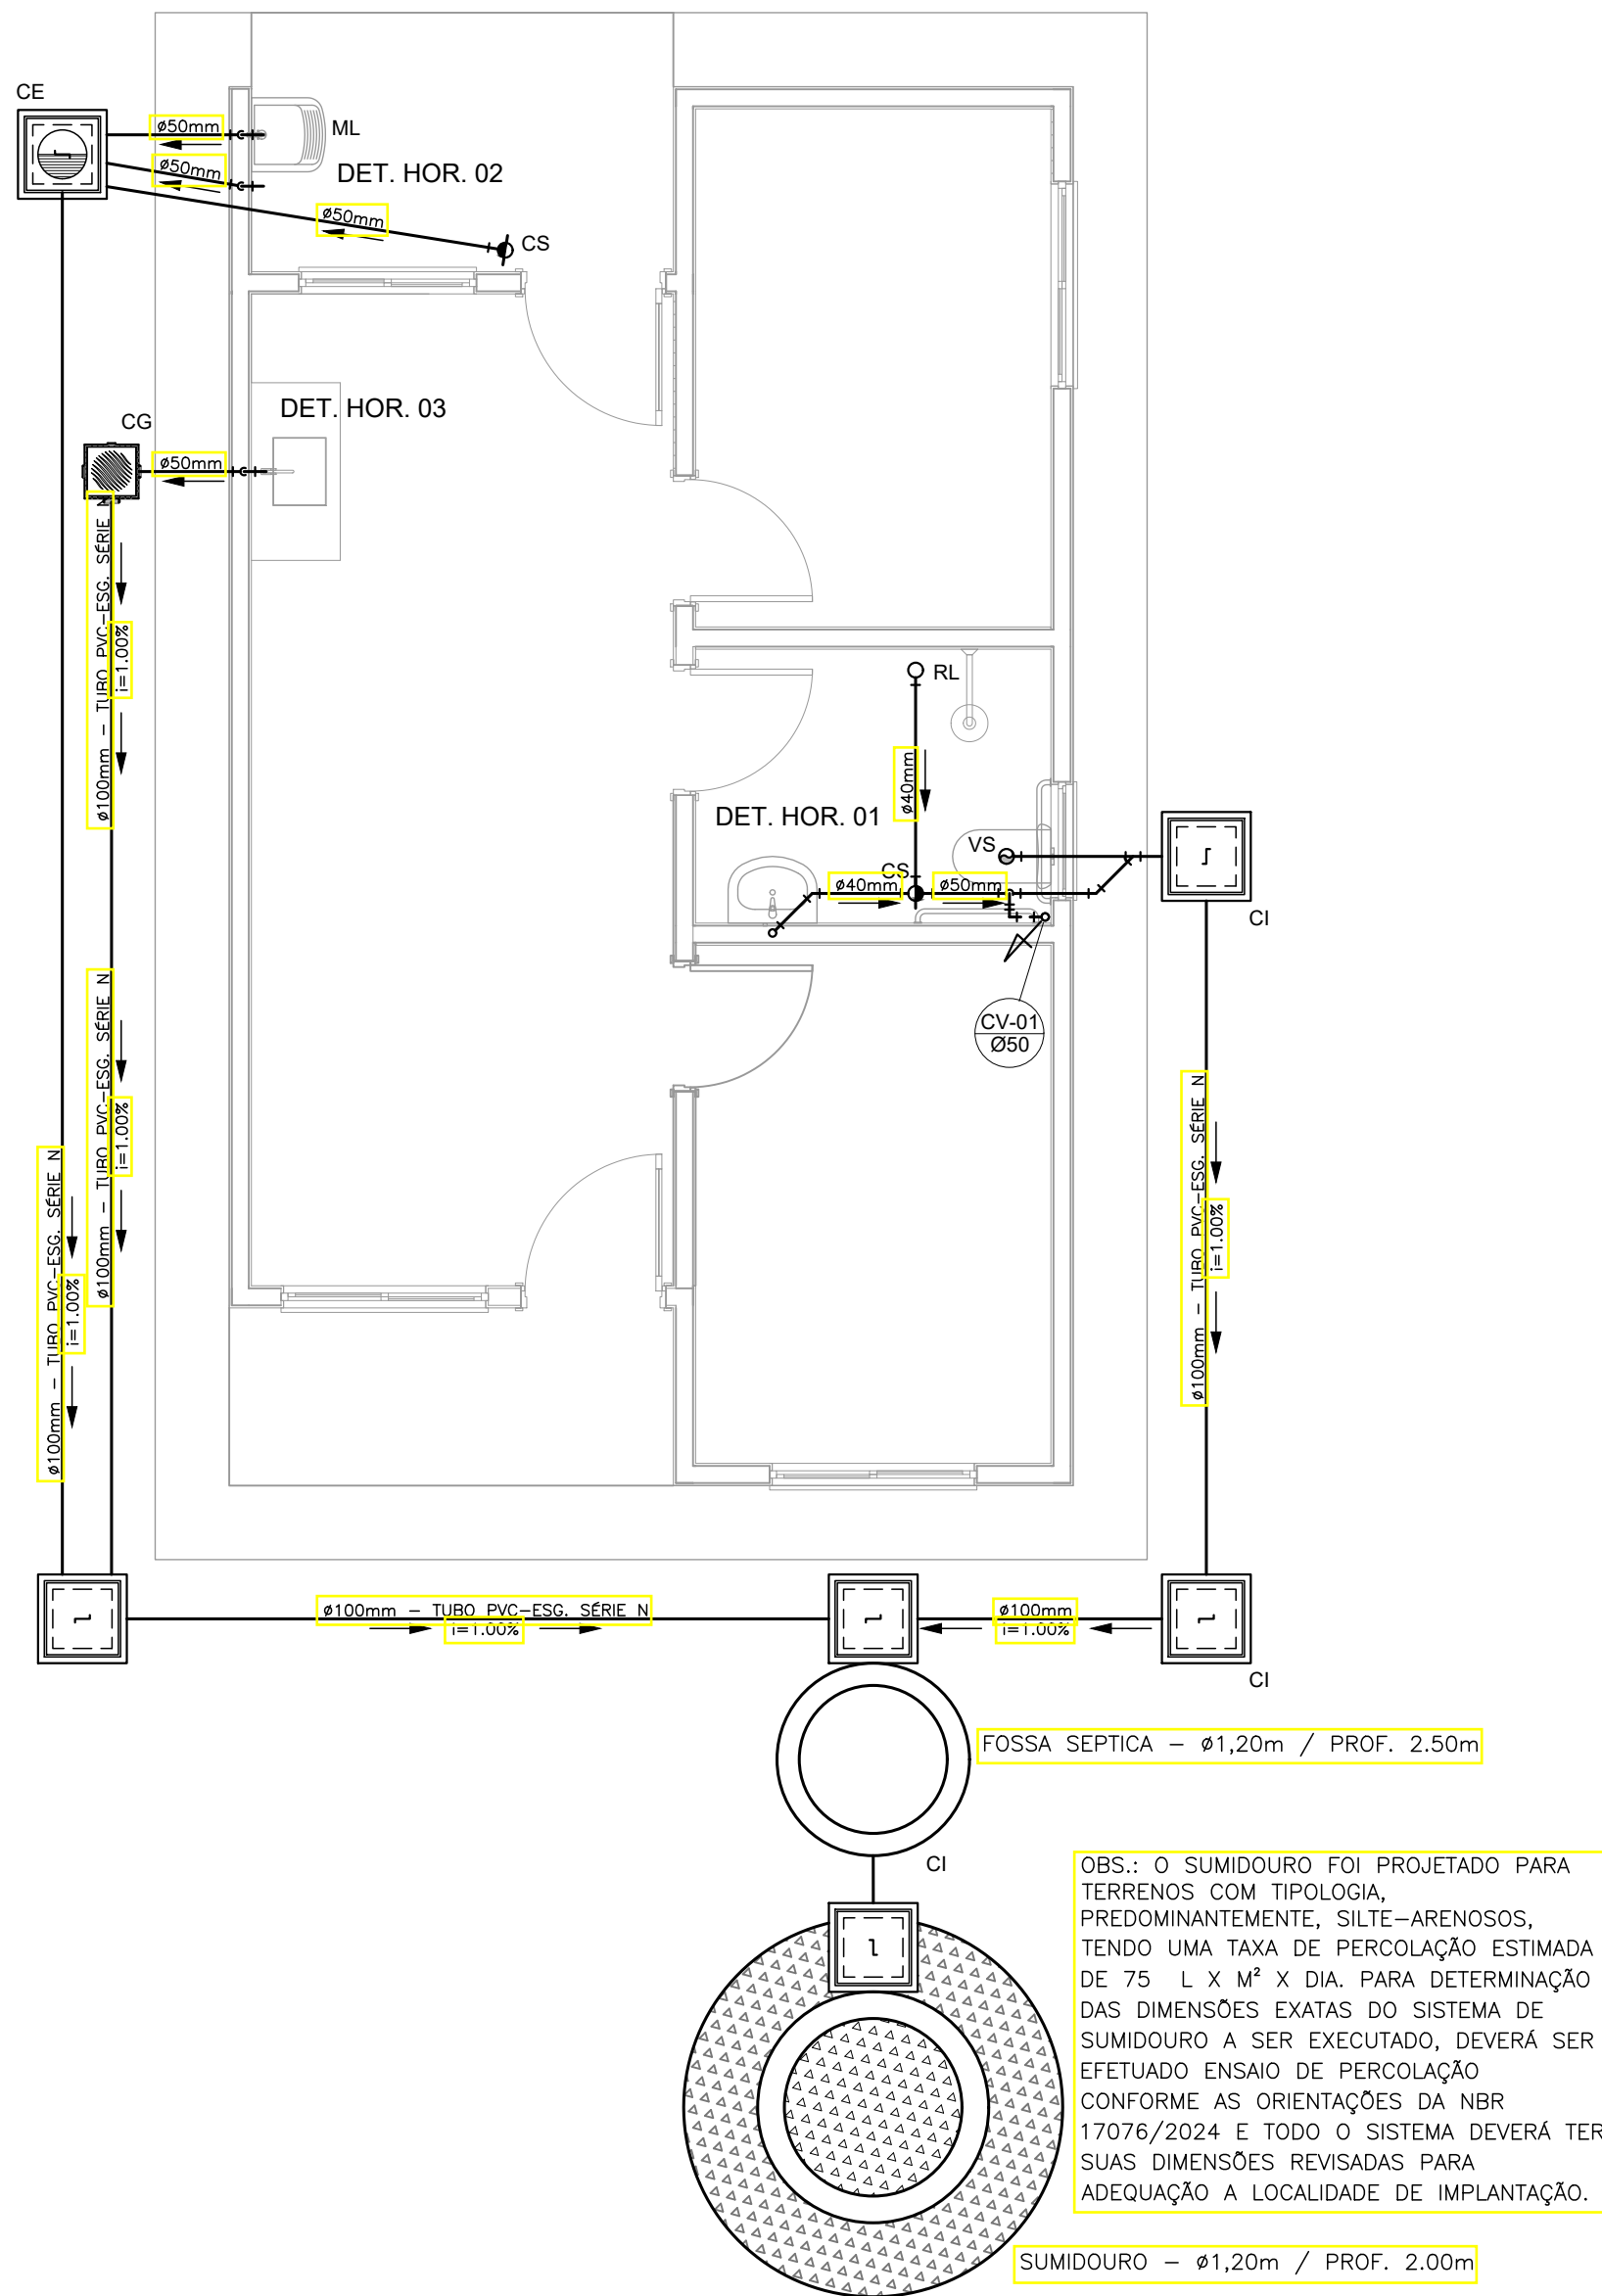 CE
ø50mm
ML
ø50mm
DET. HOR. 02
ø50mm
CS
DET. HOR. 03
CG
ø50mm
ø100mm – TUBO PVC–ESG. SÉRIE N
i=1.00%
RL
ø40mm
DET. HOR. 01
VS
CS
ø40mm
ø50mm
CI
CV-01
Ø50
ø100mm – TUBO PVC–ESG. SÉRIE N
i=1.00%
ø100mm – TUBO PVC–ESG. SÉRIE N
i=1.00%
ø100mm – TUBO PVC–ESG. SÉRIE N
i=1.00%
ø100mm – TUBO PVC–ESG. SÉRIE N
i=1.00%
ø100mm
i=1.00%
CI
FOSSA SEPTICA – ø1,20m / PROF. 2.50m
CI
OBS.: O SUMIDOURO FOI PROJETADO PARA
TERRENOS COM TIPOLOGIA,
PREDOMINANTEMENTE, SILTE–ARENOSOS,
TENDO UMA TAXA DE PERCOLAÇÃO ESTIMADA
DE 75 L X M² X DIA. PARA DETERMINAÇÃO
DAS DIMENSÕES EXATAS DO SISTEMA DE
SUMIDOURO A SER EXECUTADO, DEVERÁ SER
EFETUADO ENSAIO DE PERCOLAÇÃO
CONFORME AS ORIENTAÇÕES DA NBR
17076/2024 E TODO O SISTEMA DEVERÁ TER
SUAS DIMENSÕES REVISADAS PARA
ADEQUAÇÃO A LOCALIDADE DE IMPLANTAÇÃO.
SUMIDOURO – ø1,20m / PROF. 2.00m